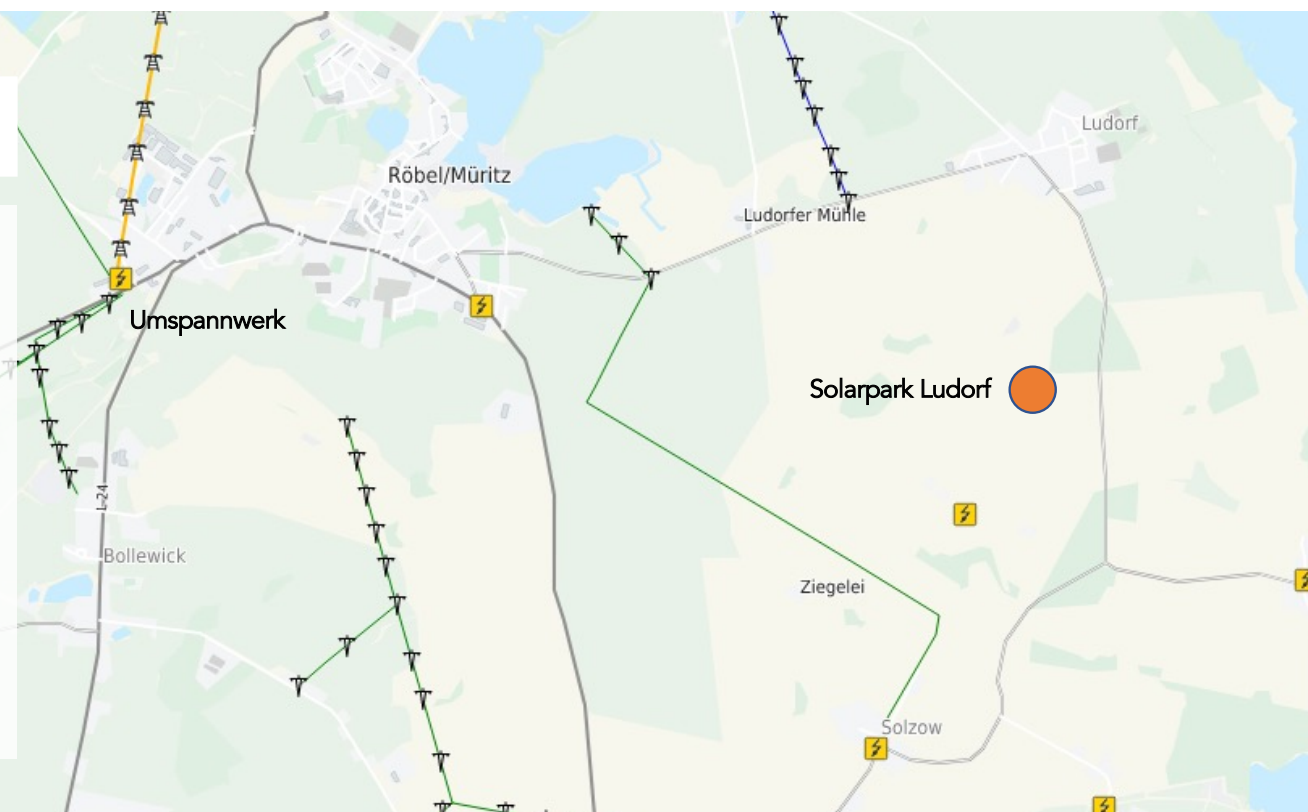 Ludorf
Röbel/Müritz
Ludorfer Mühle
Umspannwerk
Solarpark Ludorf
L-24
Bollewick
Ziegelei
Solzow